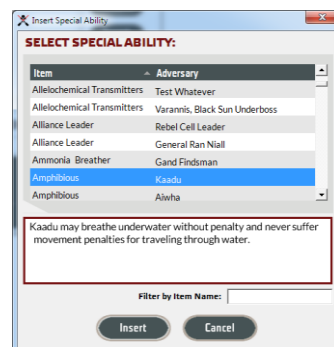 Insert Special Ability
SELECT SPECIAL ABILITY:
Item Adversary
Allelochemical Transmitters Test Whatever
Allelochemical Transmitters Varannis, Black Sun Underboss
Alliance Leader Rebel Cell Leader
Alliance Leader General Ran Niall
Ammonia Breather Gand Findsman
Amphibious Kaadu
Amphibious Aiwha
Kaadu may breathe underwater without penalty and never suffer
movement penalties for traveling through water.
Filter by Item Name:
Insert Cancel